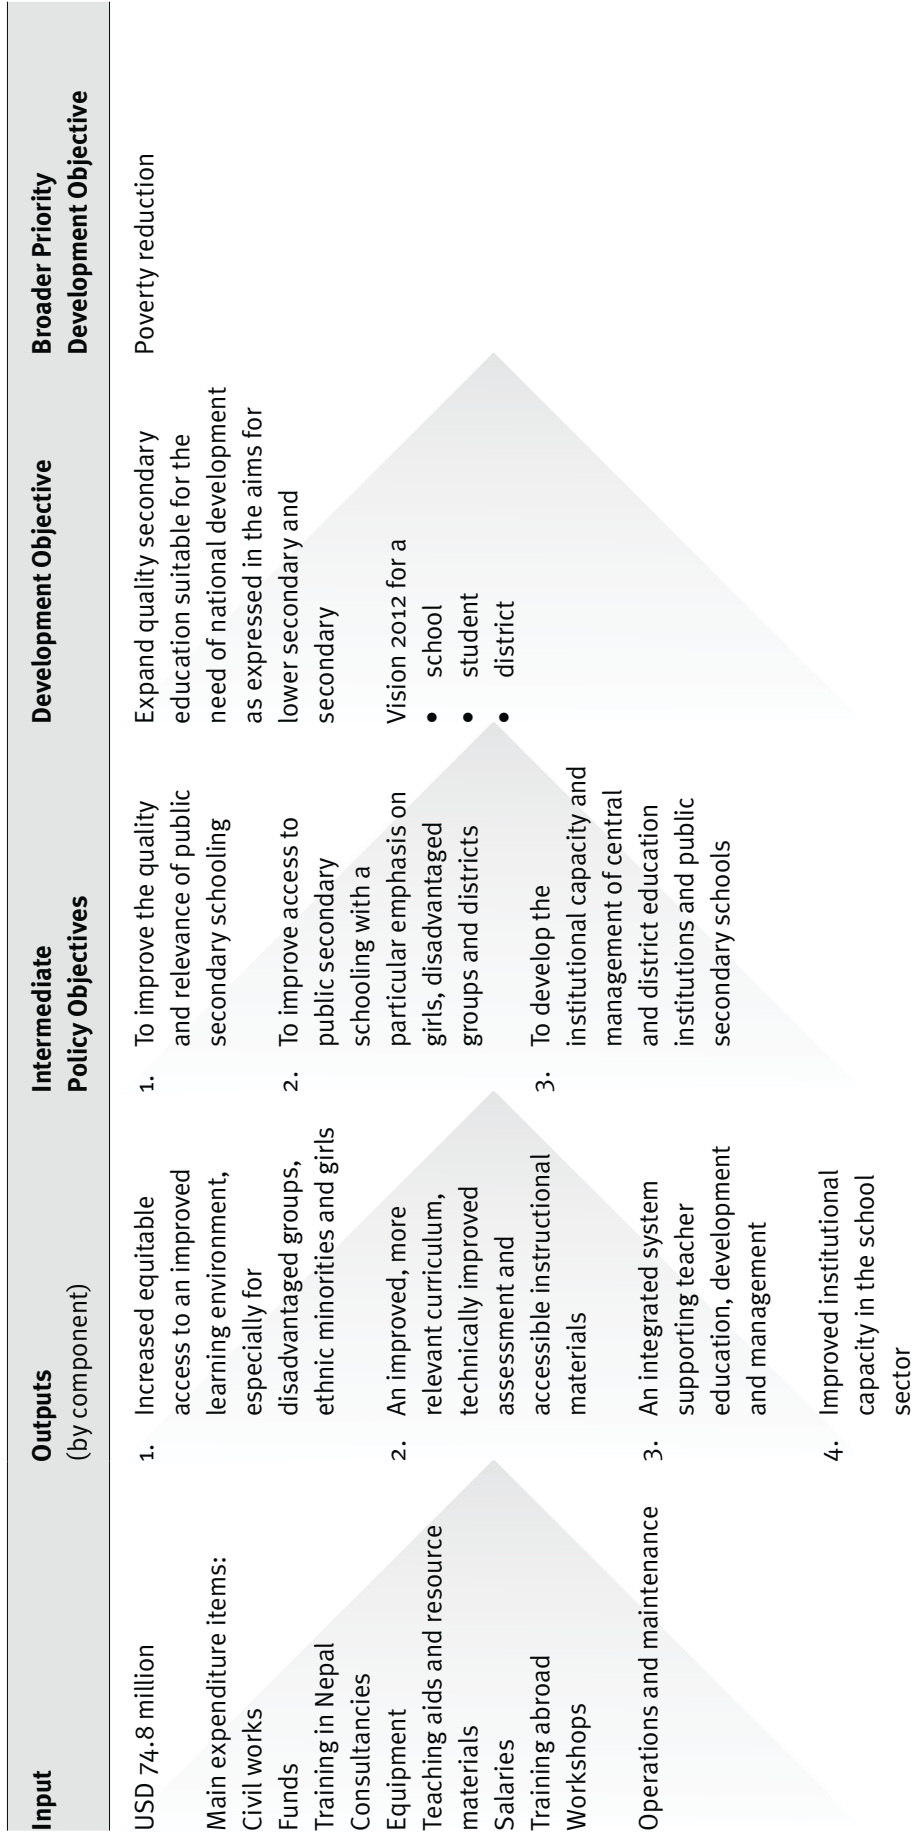 Input
USD 74.8 million
Main expenditure items:
Civil works
Funds
Training in Nepal
Consultancies
Equipment
Teaching aids and resource
materials
Salaries
Training abroad
Workshops
Operations and maintenance
Outputs
(by component)
1. Increased equitable
access to an improved
learning environment,
especially for
disadvantaged groups,
ethnic minorities and girls
2. An improved, more
relevant curriculum,
technically improved
assessment and
accessible instructional
materials
3. An integrated system
supporting teacher
education, development
and management
4. Improved institutional
capacity in the school
sector
Intermediate
Policy Objectives
1. To improve the quality
and relevance of public
secondary schooling
2. To improve access to
public secondary
schooling with a
particular emphasis on
girls, disadvantaged
groups and districts
3. To develop the
institutional capacity and
management of central
and district education
institutions and public
secondary schools
Development Objective
Expand quality secondary
education suitable for the
need of national development
as expressed in the aims for
lower secondary and
secondary
Vision 2012 for a
• school
• student
• district
Broader Priority
Development Objective
Poverty reduction